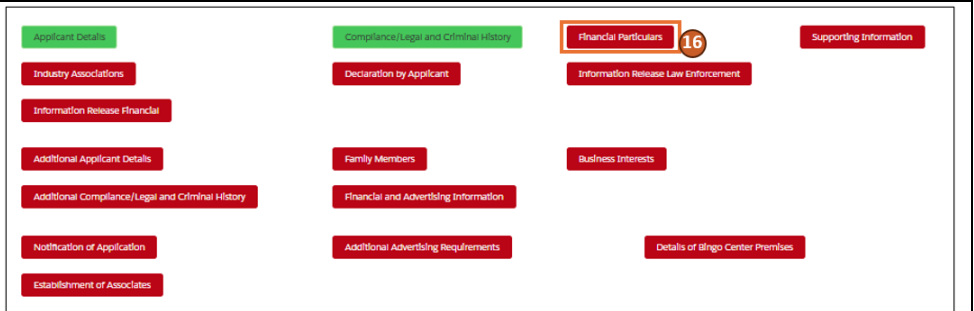 Applicant Details Compliance/Legal and Criminal History Financial Particulars 16 Supporting Information
Industry Associations Declaration by Applicant Information Release Law Enforcement
Information Release Financial
Additional Applicant Details Family Members Business Interests
Additional Compliance/Legal and Criminal History Financial and Advertising Information
Notification of Application Additional Advertising Requirements Details of Bingo Center Premises
Establishment of Associates